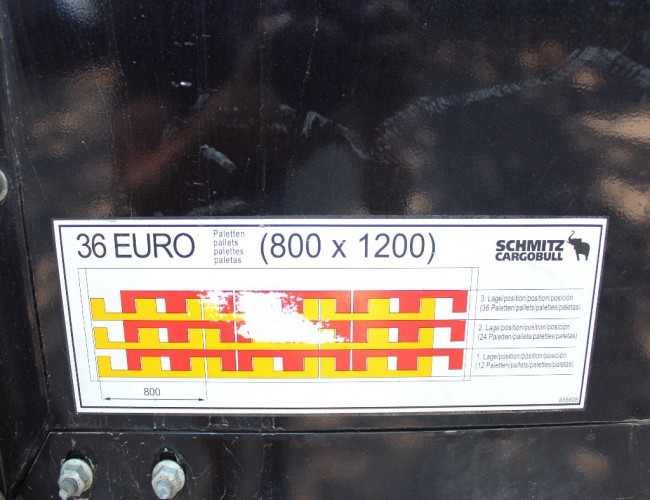 36 EURO
Paletten
pallets
palettes
paletas
(800 x 1200)
SCHMITZ
CARGOBULL
3. Lage/position/position/posición
(36 Paletten/pallets/palettes/paletas)
2. Lage/position/position/posición
(24 Paletten/pallets/palettes/paletas)
1. Lage/position/position/posición
(12 Paletten/pallets/palettes/paletas)
800